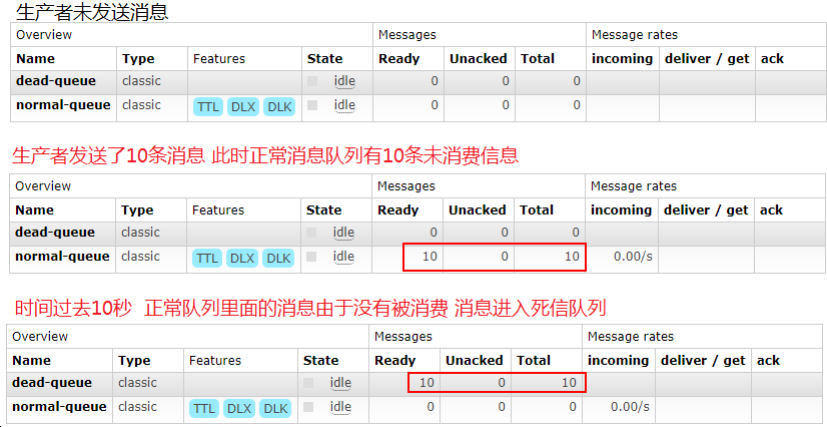 生产者未发送消息
Overview Messages Message rates
Name Type Features State Ready Unacked Total incoming deliver / get ack
dead-queue classic idle 0 0 0
normal-queue classic TTL DLX DLK idle 0 0 0
生产者发送了10条消息 此时正常消息队列有10条未消费信息
Overview Messages Message rates
Name Type Features State Ready Unacked Total incoming deliver / get ack
dead-queue classic idle 0 0 0
normal-queue classic TTL DLX DLK idle 10 0 10 0.00/s
时间过去10秒 正常队列里面的消息由于没有被消费 消息进入死信队列
Overview Messages Message rates
Name Type Features State Ready Unacked Total incoming deliver / get ack
dead-queue classic idle 10 0 10
normal-queue classic TTL DLX DLK idle 0 0 0 0.00/s